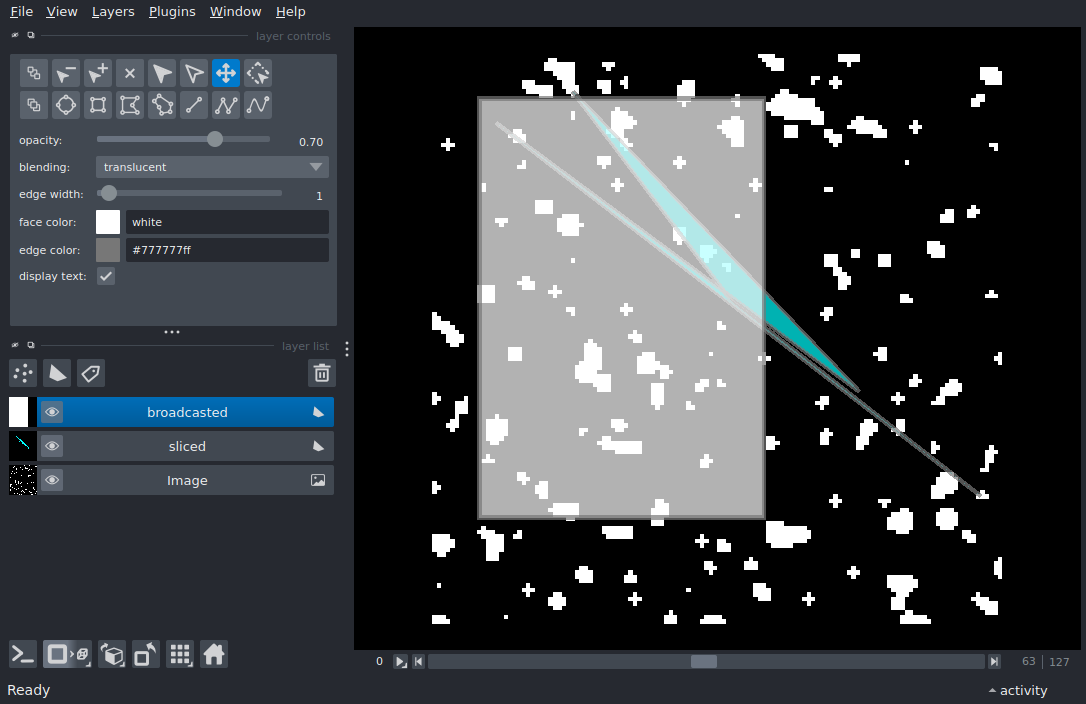 File View Layers Plugins Window Help
layer controls
opacity: 0.70
blending: translucent
edge width: 1
face color: white
edge color: #777777ff
display text:
layer list
broadcasted
sliced
Image
0 63 127
Ready activity